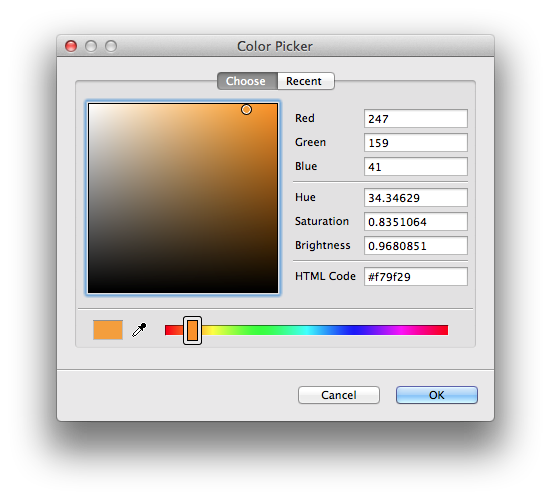 Color Picker
Choose Recent
Red 247
Green 159
Blue 41
Hue 34.34629
Saturation 0.8351064
Brightness 0.9680851
HTML Code #f79f29
Cancel OK